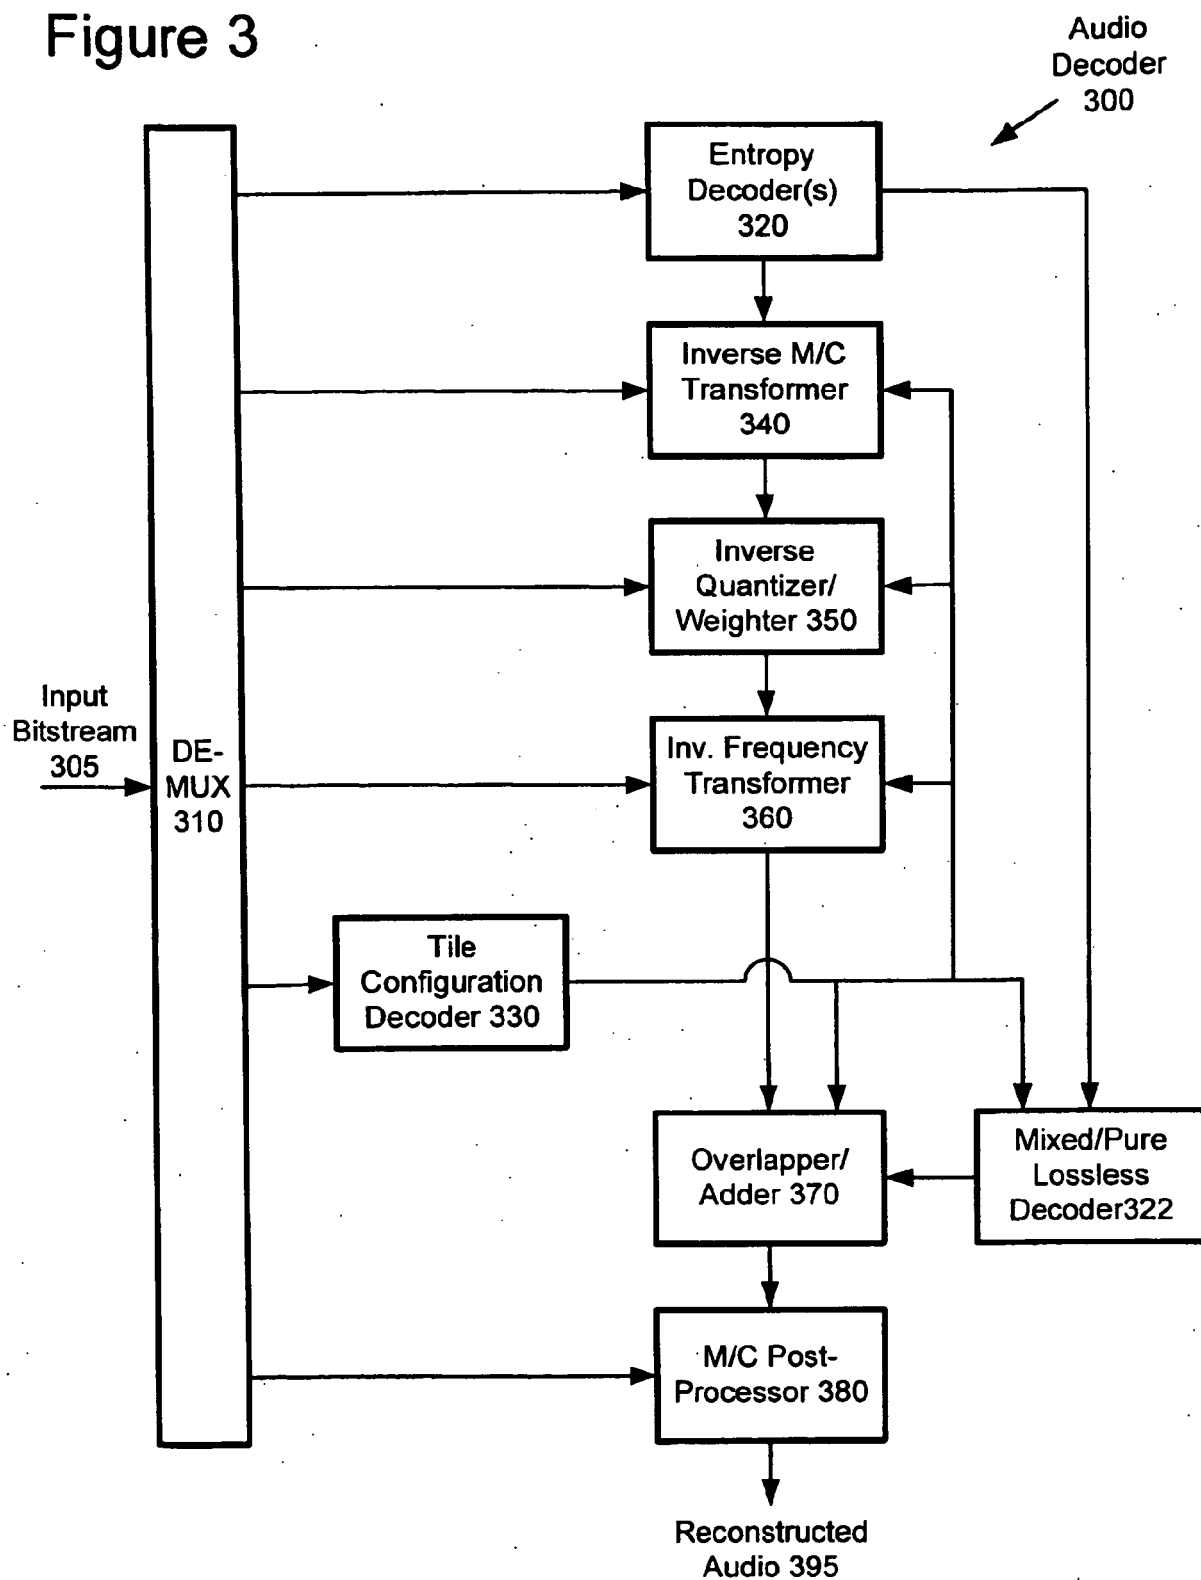 Figure 3
Audio
Decoder
300
Entropy
Decoder(s)
320
Inverse M/C
Transformer
340
Inverse
Quantizer/
Weighter 350
Input
Bitstream
305
DE-
MUX
310
Inv. Frequency
Transformer
360
Tile
Configuration
Decoder 330
Overlapper/
Adder 370
Mixed/Pure
Lossless
Decoder322
M/C Post-
Processor 380
Reconstructed
Audio 395